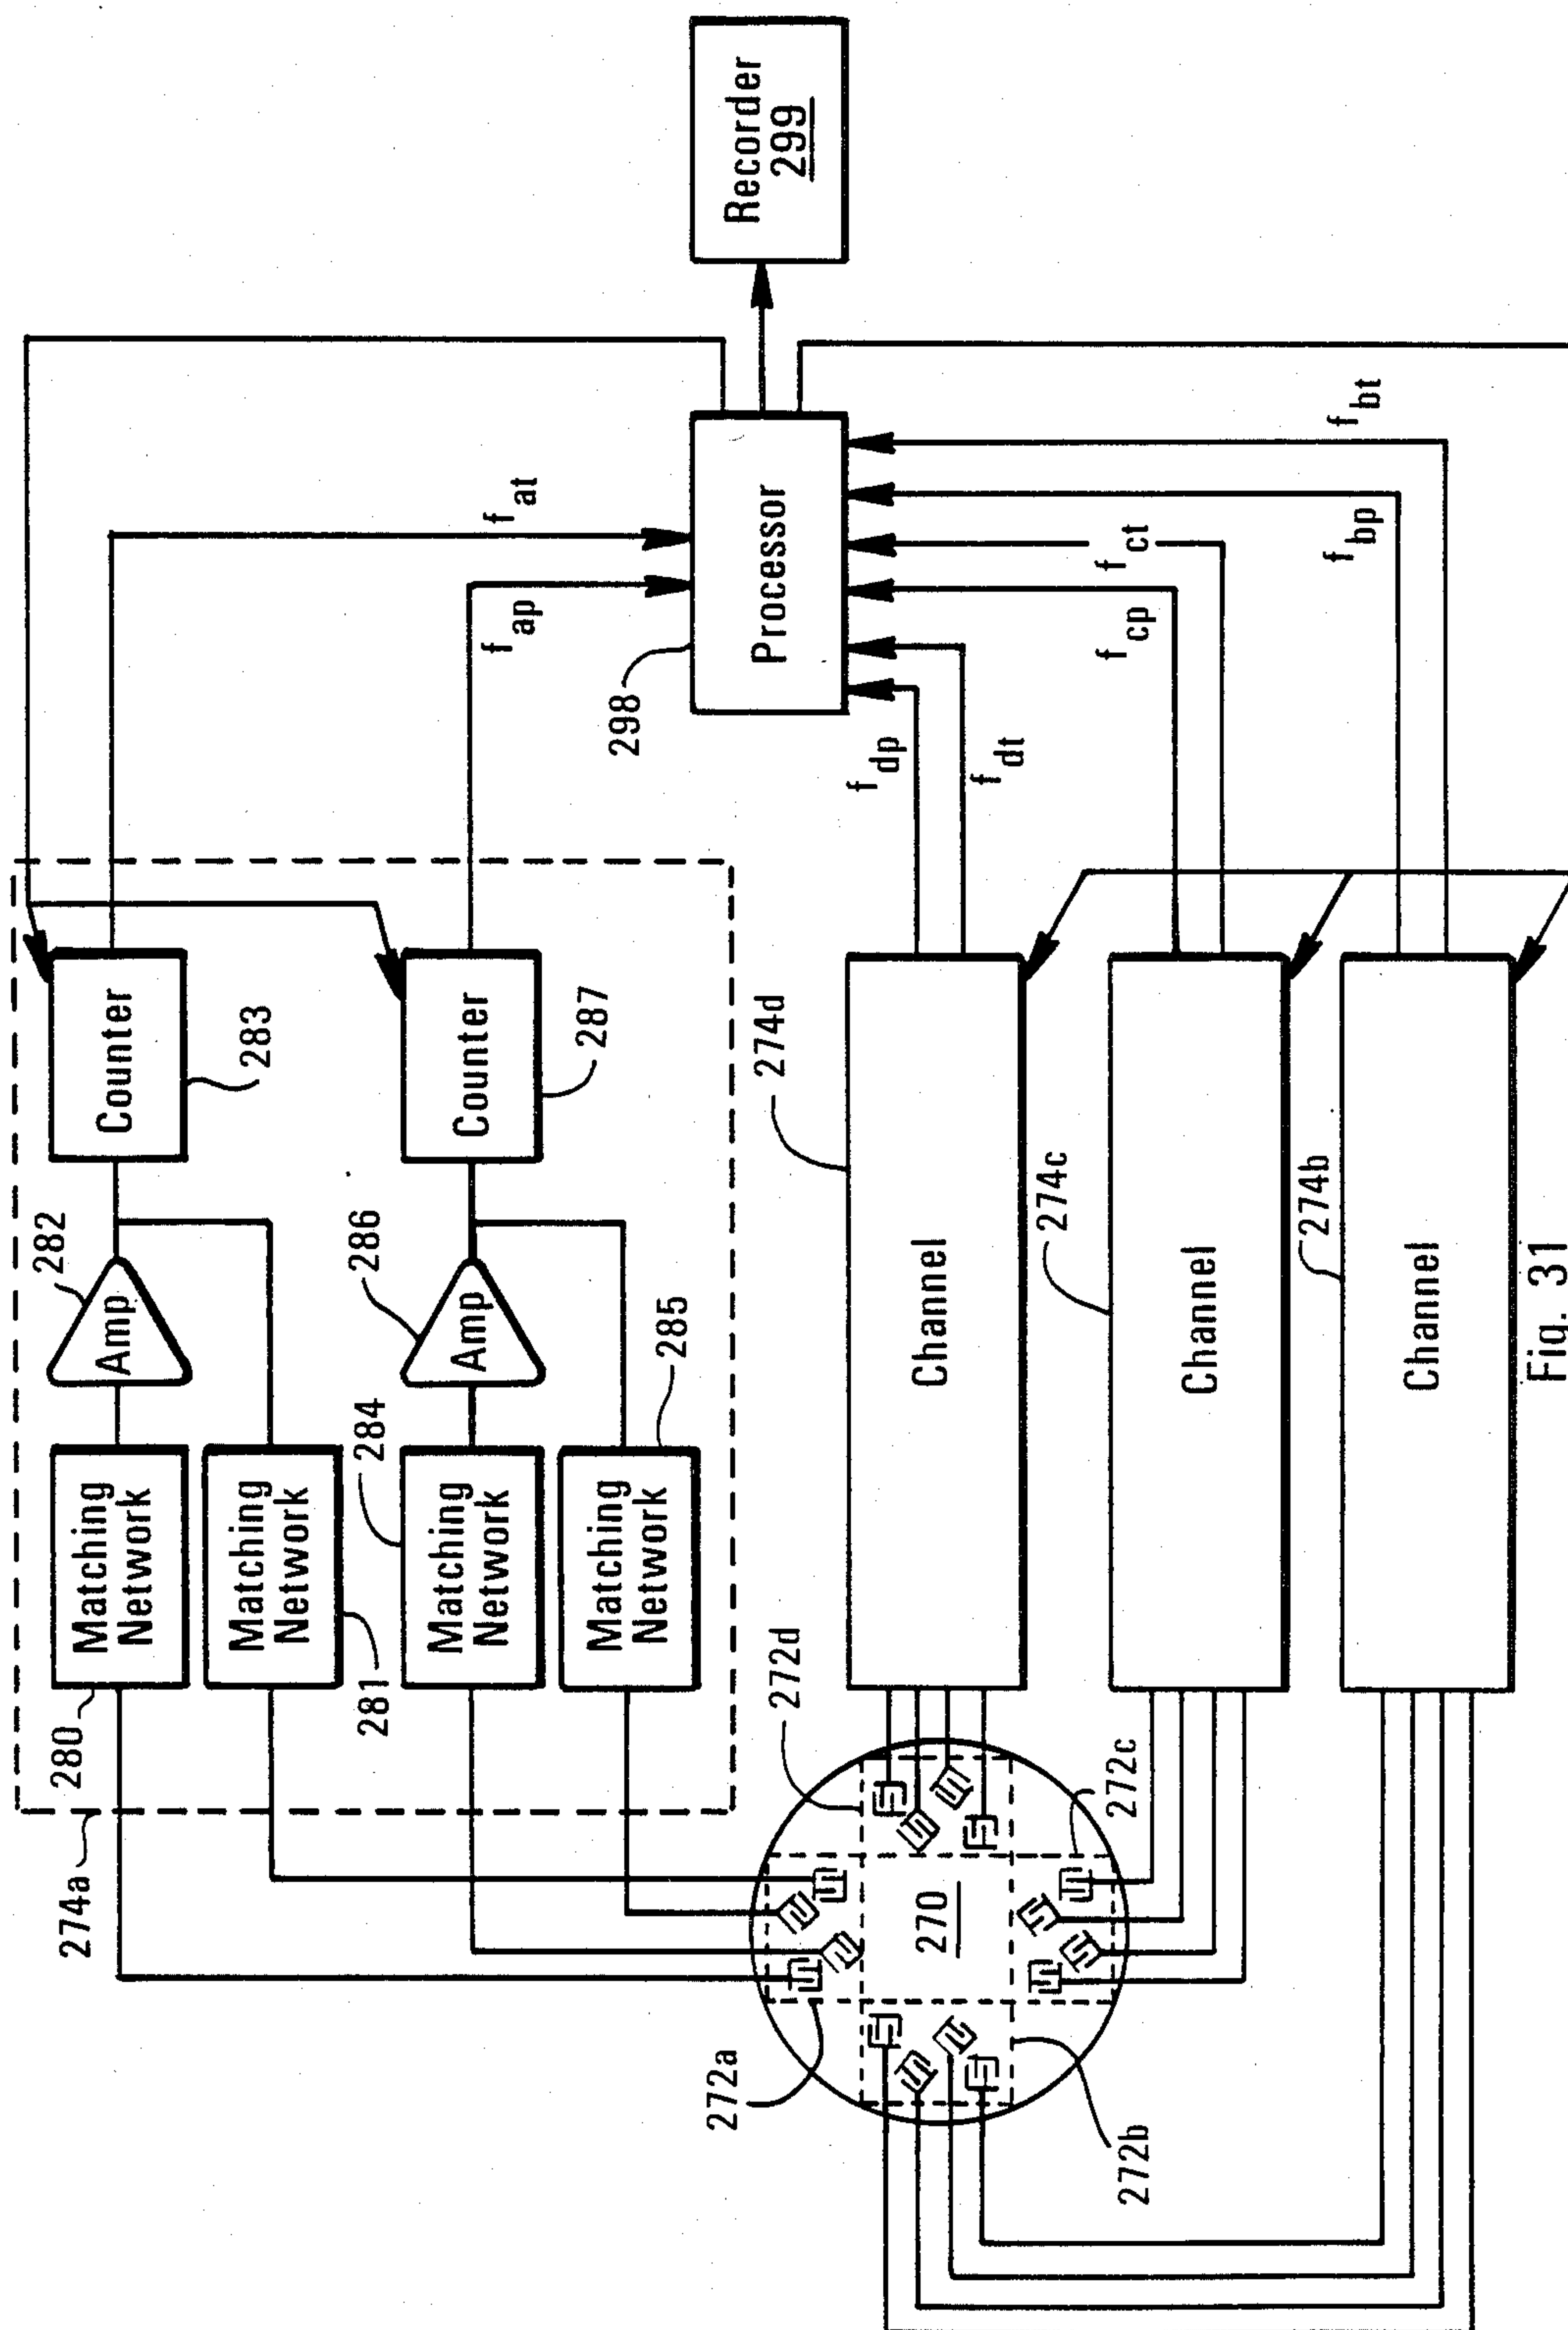 274a
280
Matching
Network
Matching
Network
281
282
Amp
Counter
283
284
Matching
Network
Matching
Network
285
286
Amp
Counter
287
f at
f ap
298
Processor
Recorder
299
272a
272b
272c
272d
270
274d
Channel
274c
Channel
274b
Channel
f dp
f dt
f cp
f ct
f bp
f bt
Fig. 31